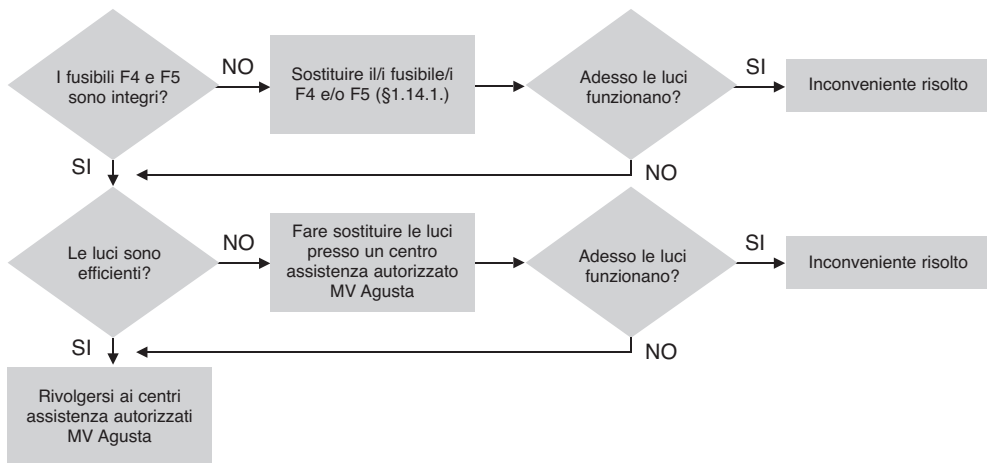 I fusibili F4 e F5
sono integri?
NO
Sostituire il/i fusibile/i
F4 e/o F5 (§1.14.1.)
Adesso le luci
funzionano?
SI
Inconveniente risolto
SI
NO
Le luci sono
efficienti?
NO
Fare sostituire le luci
presso un centro
assistenza autorizzato
MV Agusta
Adesso le luci
funzionano?
SI
Inconveniente risolto
SI
NO
Rivolgersi ai centri
assistenza autorizzati
MV Agusta